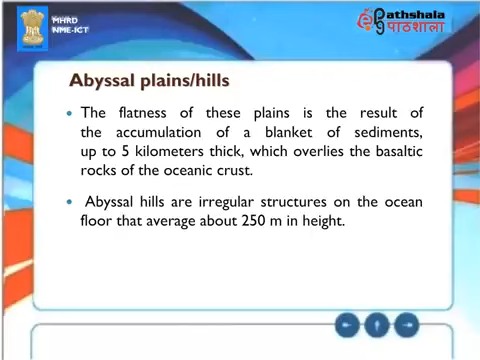 MHRD
NME-ICT
Pathshala
पाठशाला
Abyssal plains/hills
The flatness of these plains is the result of
the accumulation of a blanket of sediments,
up to 5 kilometers thick, which overlies the basaltic
rocks of the oceanic crust.
Abyssal hills are irregular structures on the ocean
floor that average about 250 m in height.